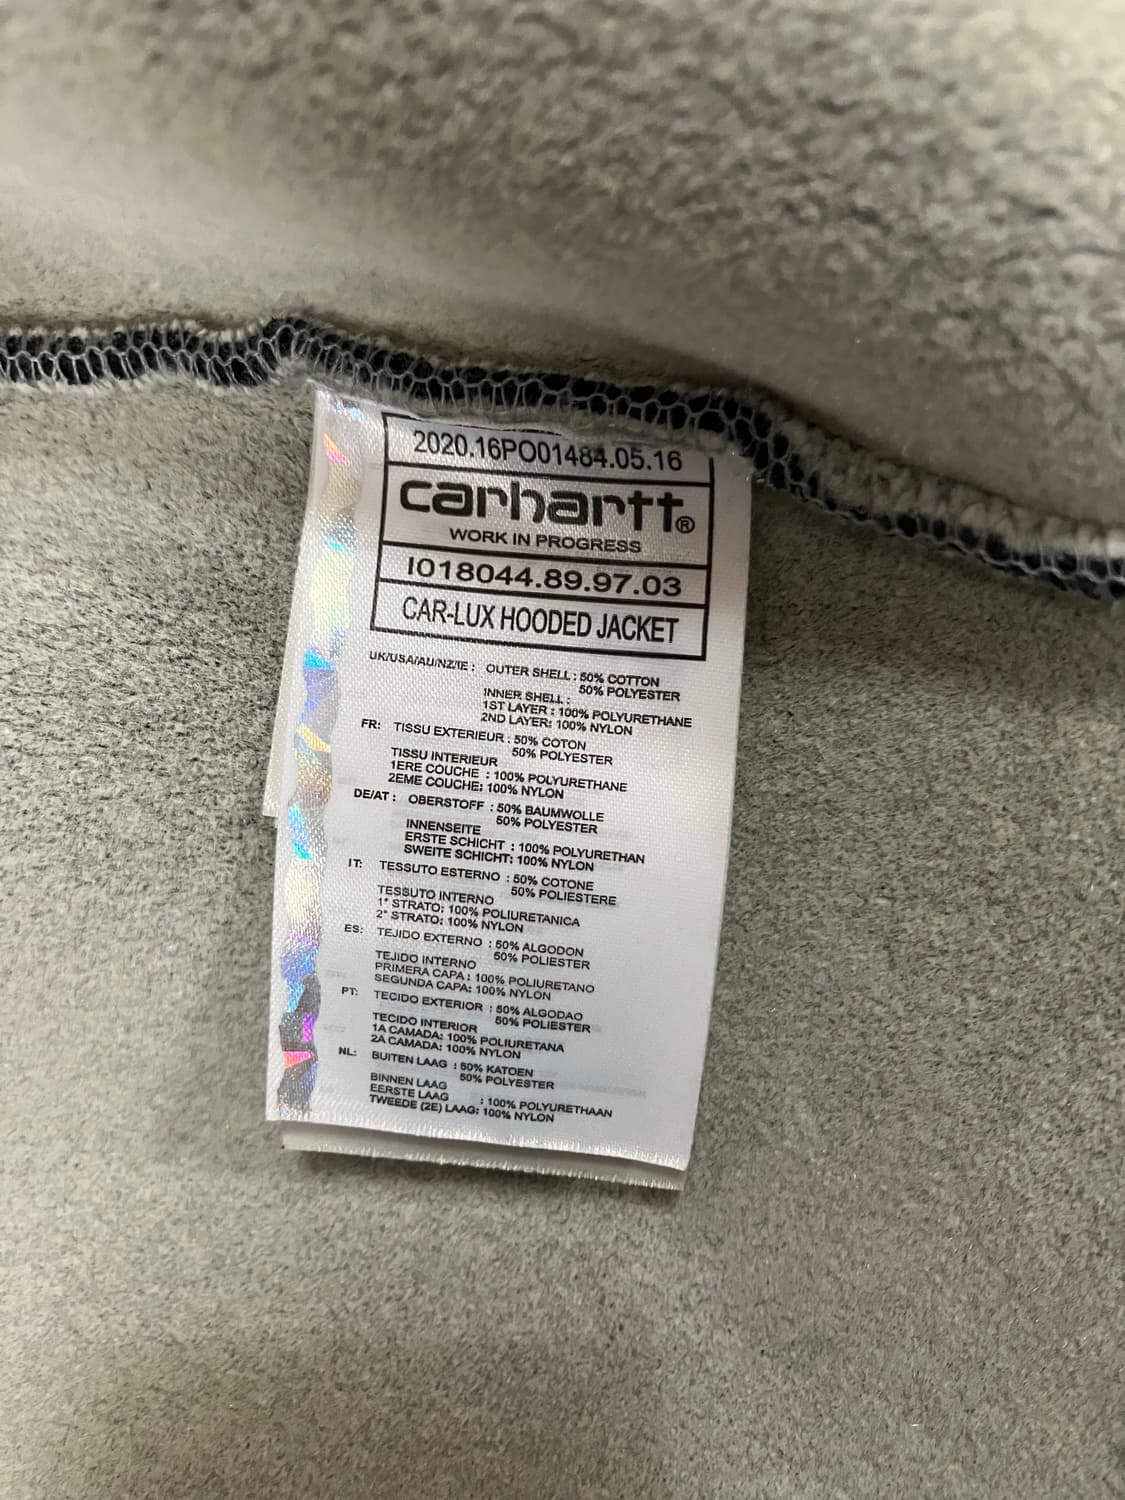 2020.16PO01484.05.16
carhartt®
WORK IN PROGRESS
I018044.89.97.03
CAR-LUX HOODED JACKET
UK/USA/AU/NZ/IE : OUTER SHELL : 50% COTTON
50% POLYESTER
INNER SHELL :
1ST LAYER : 100% POLYURETHANE
2ND LAYER: 100% NYLON
FR: TISSU EXTERIEUR : 50% COTON
50% POLYESTER
TISSU INTERIEUR
1ERE COUCHE : 100% POLYURETHANE
2EME COUCHE: 100% NYLON
DE/AT : OBERSTOFF : 50% BAUMWOLLE
50% POLYESTER
INNENSEITE
ERSTE SCHICHT : 100% POLYURETHAN
SWEITE SCHICHT: 100% NYLON
IT: TESSUTO ESTERNO : 50% COTONE
50% POLIESTERE
TESSUTO INTERNO
1° STRATO: 100% POLIURETANICA
2° STRATO: 100% NYLON
ES: TEJIDO EXTERNO : 50% ALGODON
50% POLIESTER
TEJIDO INTERNO
PRIMERA CAPA : 100% POLIURETANO
SEGUNDA CAPA: 100% NYLON
PT: TECIDO EXTERIOR : 50% ALGODAO
50% POLIESTER
TECIDO INTERIOR
1A CAMADA: 100% POLIURETANA
2A CAMADA: 100% NYLON
NL: BUITEN LAAG : 50% KATOEN
50% POLYESTER
BINNEN LAAG
EERSTE LAAG : 100% POLYURETHAAN
TWEEDE (2E) LAAG: 100% NYLON